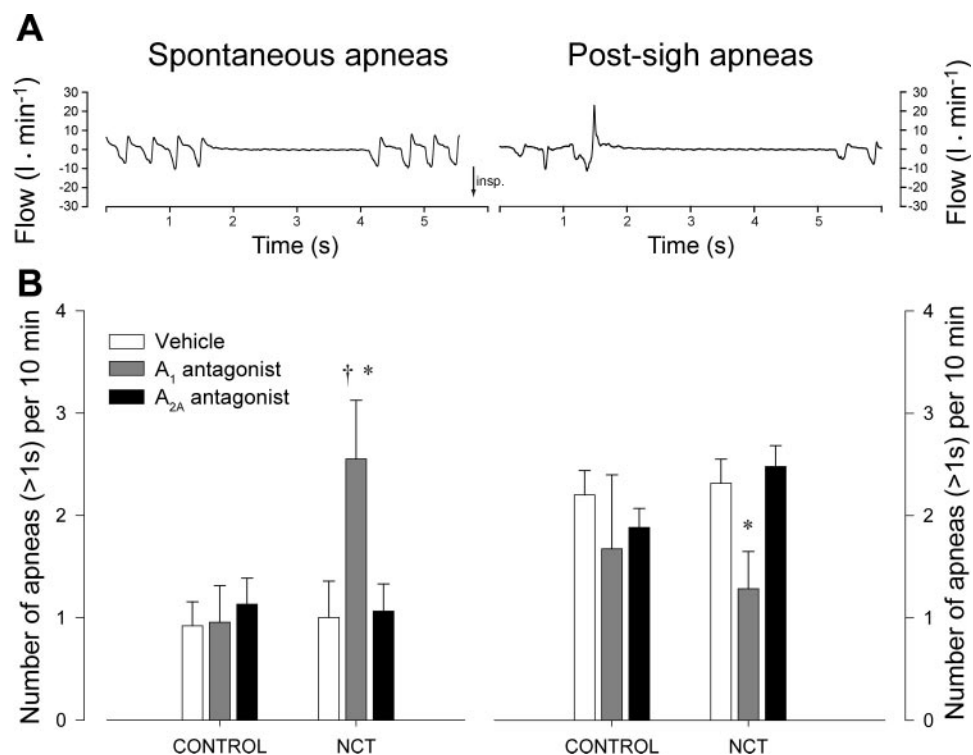 A
Spontaneous apneas
Post-sigh apneas
Flow (l · min⁻¹)
30
20
10
0
-10
-20
-30
insp.
1 2 3 4 5
Time (s)
30
20
10
0
-10
-20
-30
Flow (l · min⁻¹)
1 2 3 4 5 6
Time (s)
B
Number of apneas (>1s) per 10 min
4
3
2
1
0
Vehicle
A₁ antagonist
A₂A antagonist
† *
CONTROL NCT
*
CONTROL NCT
4
3
2
1
0
Number of apneas (>1s) per 10 min